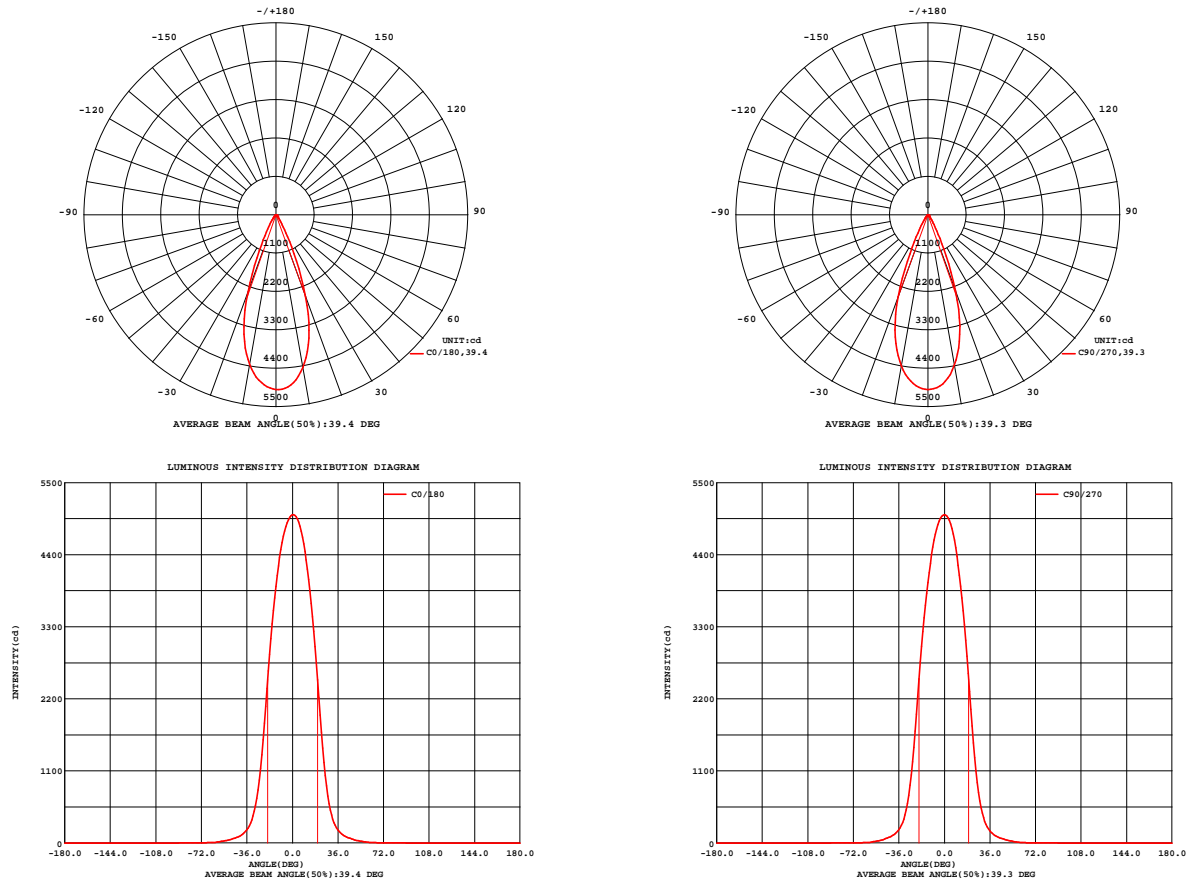 -/+180
-150 150
-120 120
-90 90
0
1100
2200
3300
4400
5500
-60 60
UNIT:cd
C0/180,39.4
-30 30
0
AVERAGE BEAM ANGLE(50%):39.4 DEG
-/+180
-150 150
-120 120
-90 90
0
1100
2200
3300
4400
5500
-60 60
UNIT:cd
C90/270,39.3
-30 30
0
AVERAGE BEAM ANGLE(50%):39.3 DEG
LUMINOUS INTENSITY DISTRIBUTION DIAGRAM
C0/180
5500
4400
3300
2200
1100
0
INTENSITY(cd)
-180.0 -144.0 -108.0 -72.0 -36.0 0.0 36.0 72.0 108.0 144.0 180.0
ANGLE(DEG)
AVERAGE BEAM ANGLE(50%):39.4 DEG
LUMINOUS INTENSITY DISTRIBUTION DIAGRAM
C90/270
5500
4400
3300
2200
1100
0
INTENSITY(cd)
-180.0 -144.0 -108.0 -72.0 -36.0 0.0 36.0 72.0 108.0 144.0 180.0
ANGLE(DEG)
AVERAGE BEAM ANGLE(50%):39.3 DEG